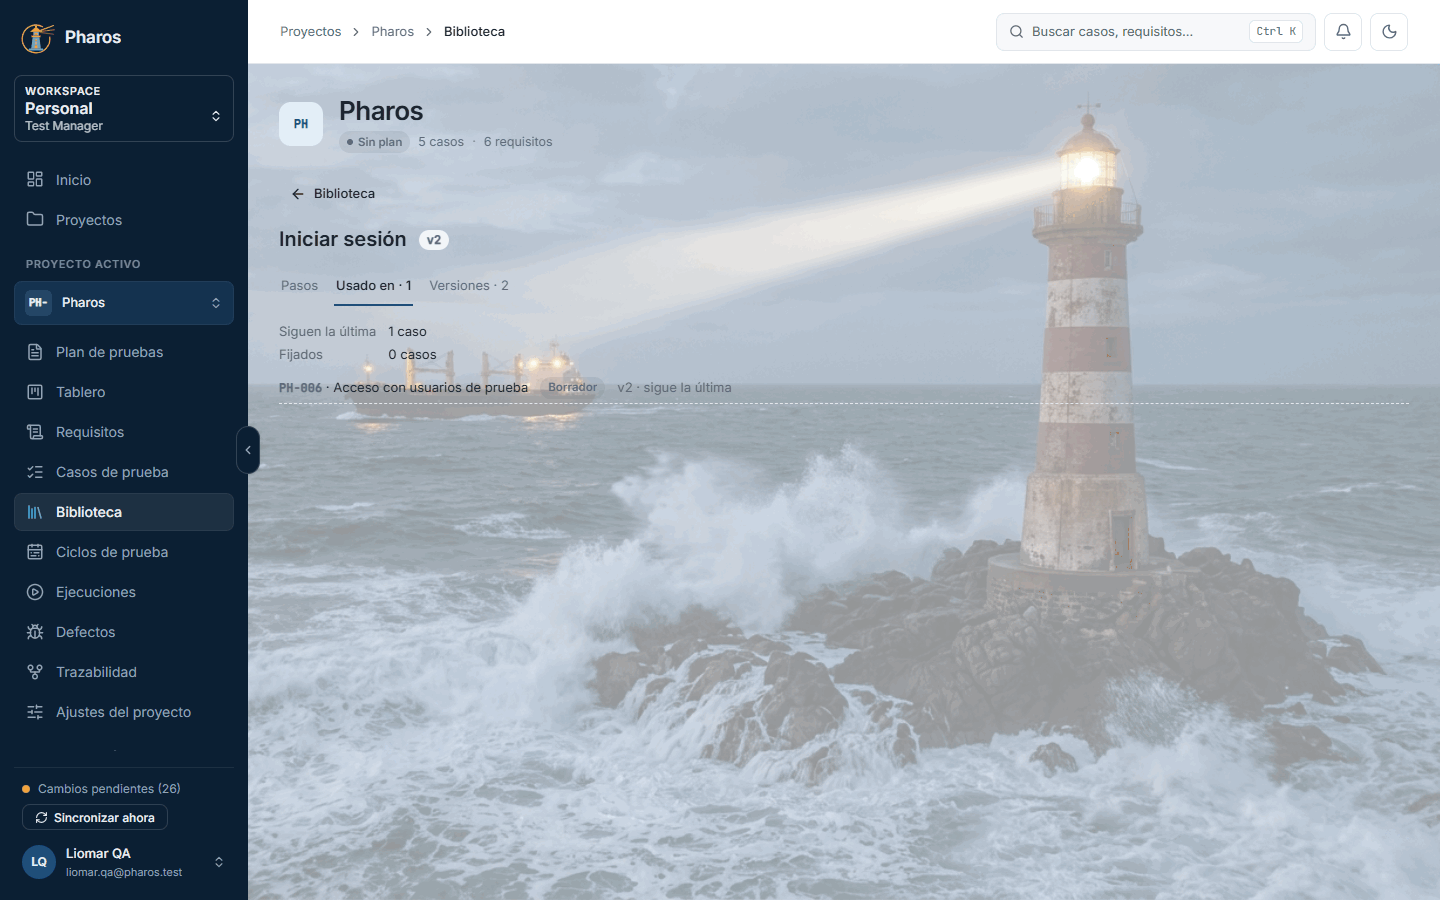 Pharos
WORKSPACE
Personal
Test Manager
Inicio
Proyectos
PROYECTO ACTIVO
PH-
Pharos
Plan de pruebas
Tablero
Requisitos
Casos de prueba
Biblioteca
Ciclos de prueba
Ejecuciones
Defectos
Trazabilidad
Ajustes del proyecto
Cambios pendientes (26)
Sincronizar ahora
LQ
Liomar QA
liomar.qa@pharos.test
Proyectos > Pharos > Biblioteca
Buscar casos, requisitos... Ctrl K
PH
Pharos
Sin plan 5 casos · 6 requisitos
Biblioteca
Iniciar sesión v2
Pasos Usado en · 1 Versiones · 2
Siguen la última 1 caso
Fijados 0 casos
PH-006 · Acceso con usuarios de prueba Borrador v2 · sigue la última